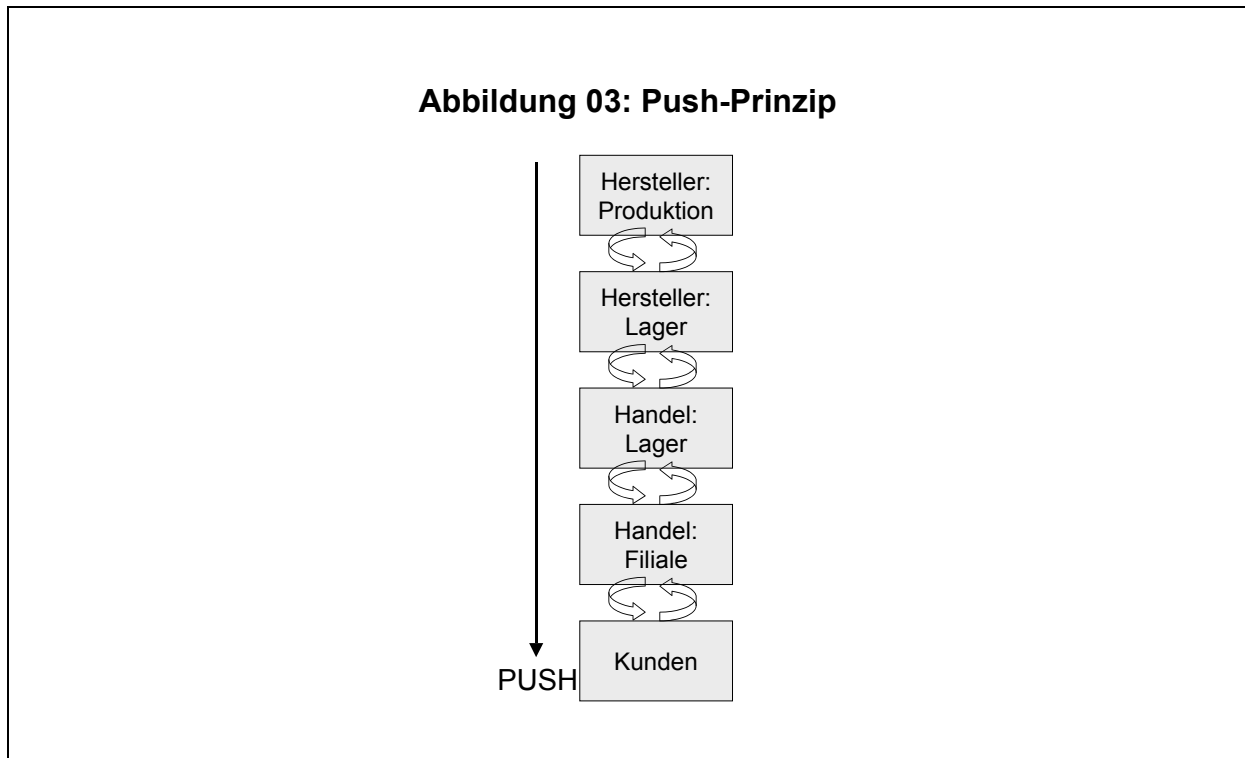 Abbildung 03: Push-Prinzip
Hersteller:
Produktion
Hersteller:
Lager
Handel:
Lager
Handel:
Filiale
Kunden
PUSH